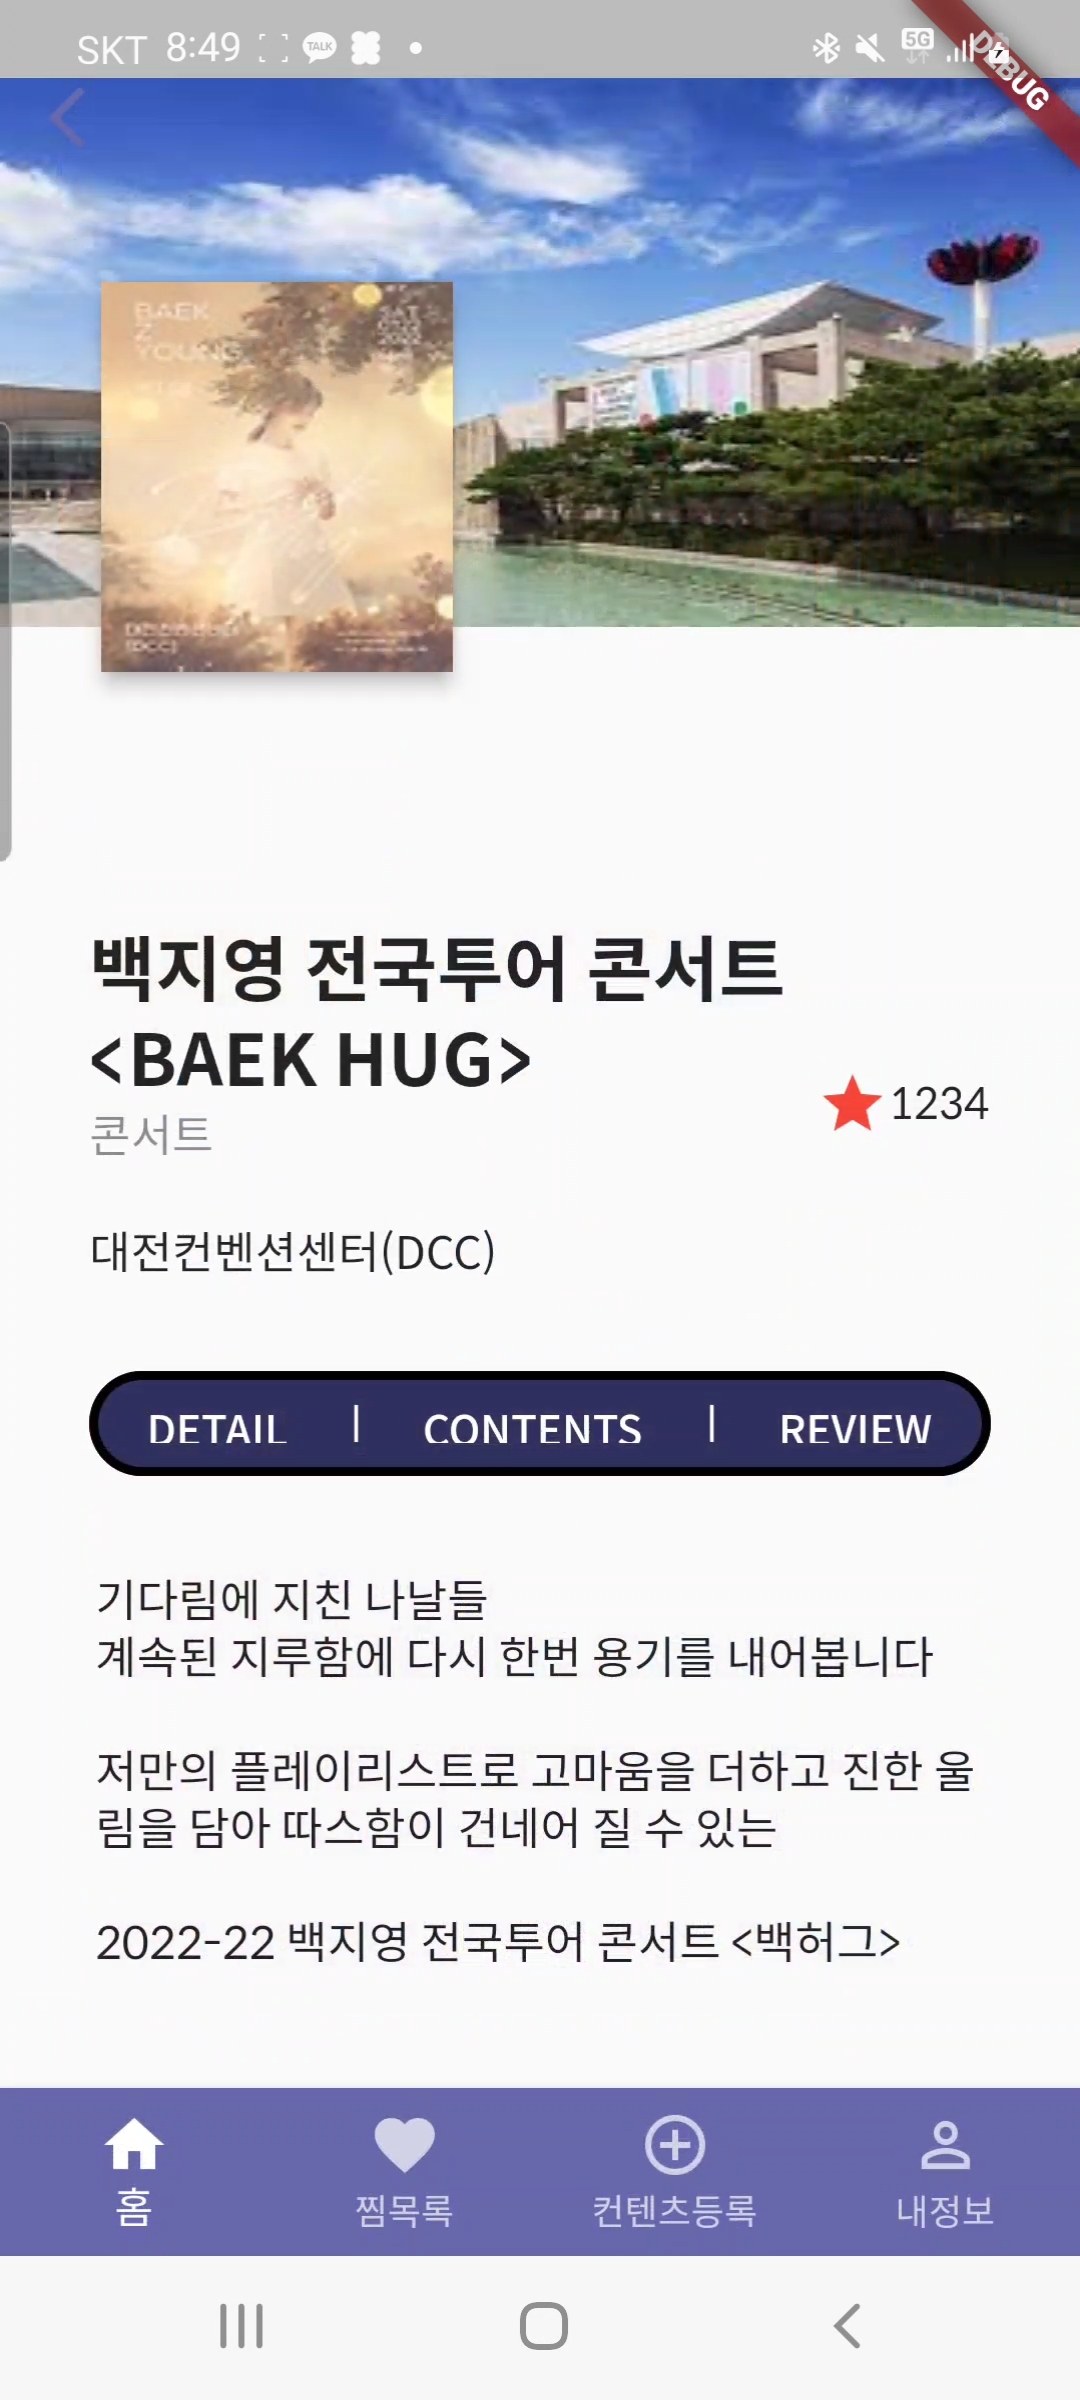 SKT 8:49
TALK
5G
DEBUG
BAEK
Z
YOUNG
SAT
2022
(DCC)
백지영 전국투어 콘서트
<BAEK HUG>
1234
콘서트
대전컨벤션센터(DCC)
DETAIL | CONTENTS | REVIEW
기다림에 지친 나날들
계속된 지루함에 다시 한번 용기를 내어봅니다
저만의 플레이리스트로 고마움을 더하고 진한 울
림을 담아 따스함이 건네어 질 수 있는
2022-22 백지영 전국투어 콘서트 <백허그>
홈 찜목록 컨텐츠등록 내정보